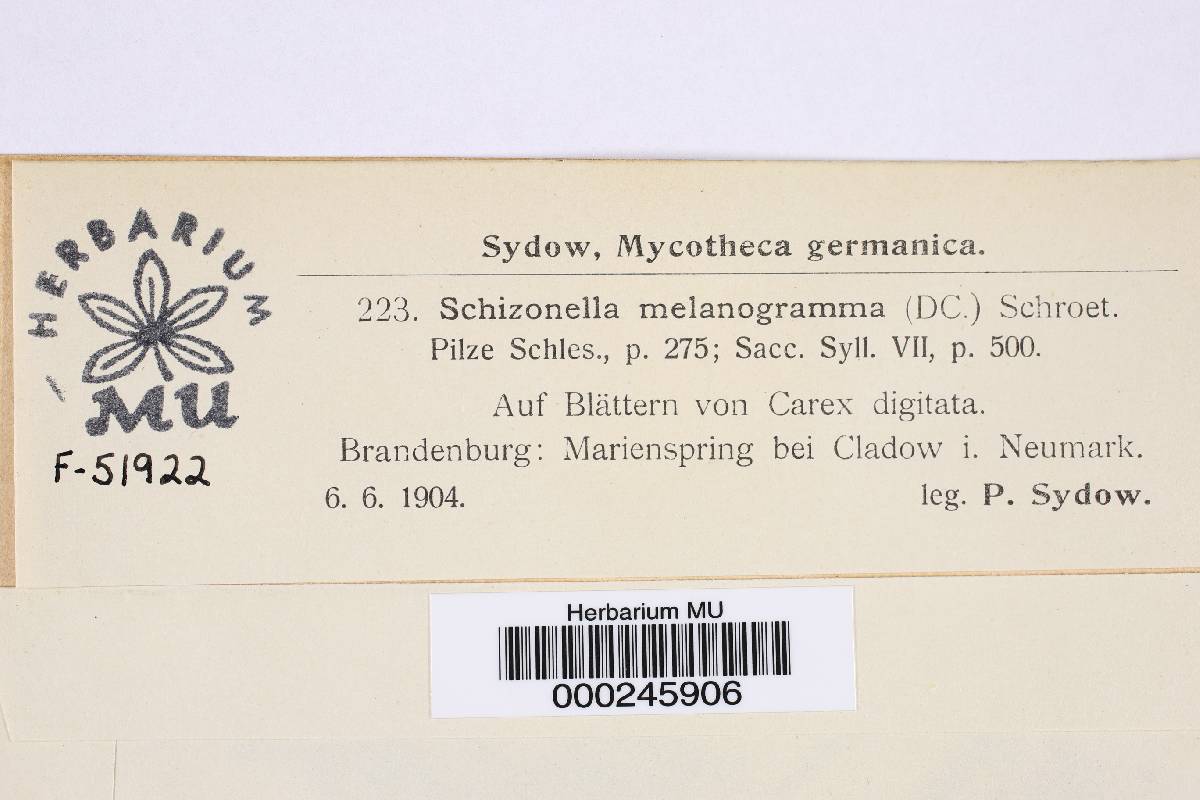 HERBARIUM
MU
F-51922
Sydow, Mycotheca germanica.
223. Schizonella melanogramma (DC.) Schroet.
Pilze Schles., p. 275; Sacc. Syll. VII, p. 500.
Auf Blättern von Carex digitata.
Brandenburg: Marienspring bei Cladow i. Neumark.
6. 6. 1904. leg. P. Sydow.
Herbarium MU
000245906